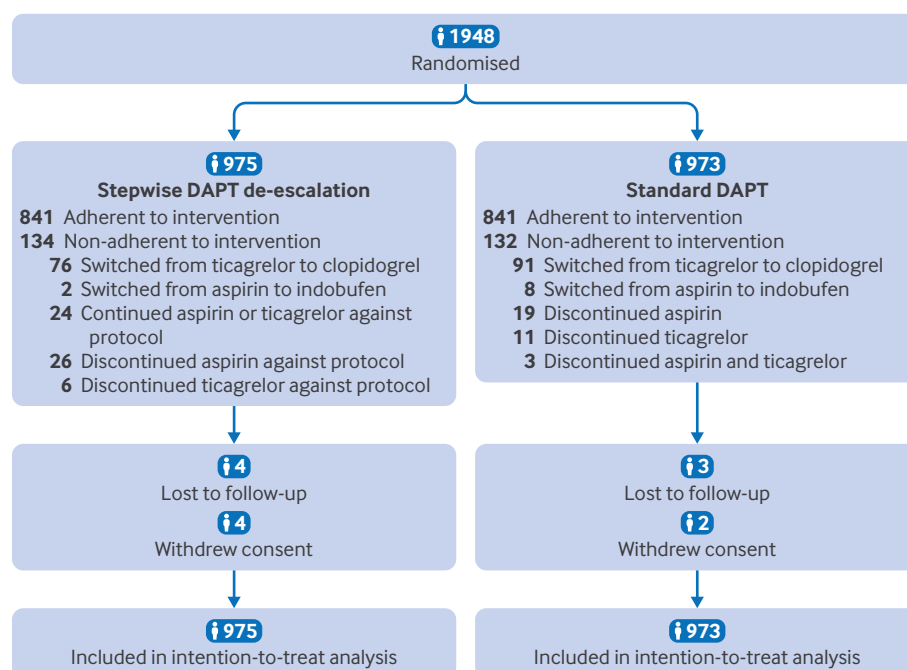 1948
Randomised
975
Stepwise DAPT de-escalation
841 Adherent to intervention
134 Non-adherent to intervention
76 Switched from ticagrelor to clopidogrel
2 Switched from aspirin to indobufen
24 Continued aspirin or ticagrelor against
protocol
26 Discontinued aspirin against protocol
6 Discontinued ticagrelor against protocol
973
Standard DAPT
841 Adherent to intervention
132 Non-adherent to intervention
91 Switched from ticagrelor to clopidogrel
8 Switched from aspirin to indobufen
19 Discontinued aspirin
11 Discontinued ticagrelor
3 Discontinued aspirin and ticagrelor
4
Lost to follow-up
4
Withdrew consent
3
Lost to follow-up
2
Withdrew consent
975
Included in intention-to-treat analysis
973
Included in intention-to-treat analysis